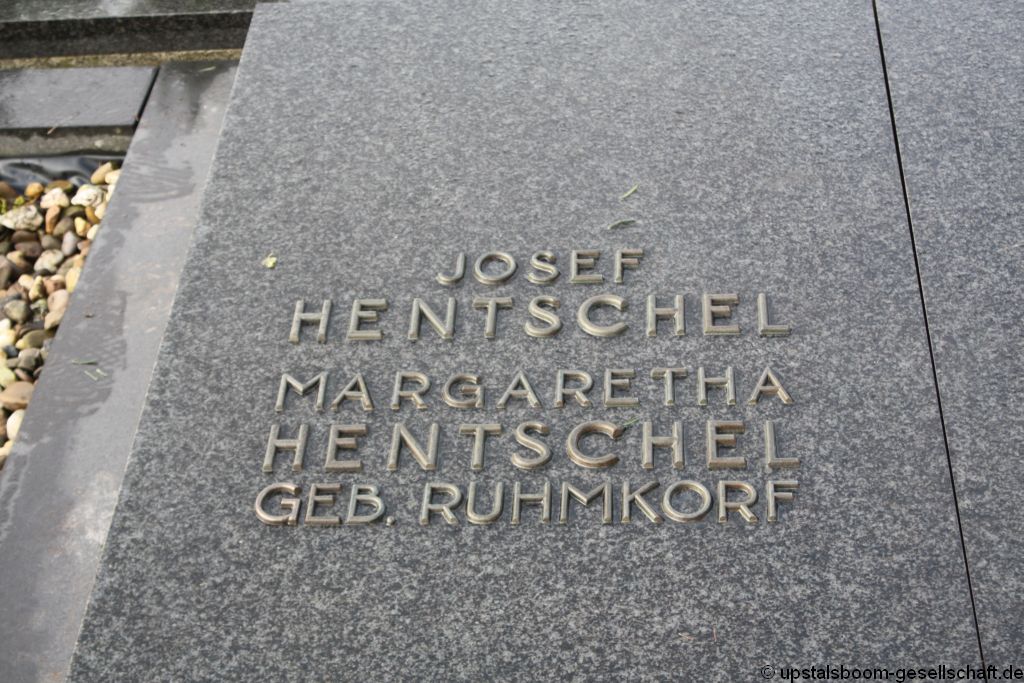 JOSEF
HENTSCHEL
MARGARETHA
HENTSCHEL
GEB. RUHMKORF
© upstalsboom-gesellschaft.de